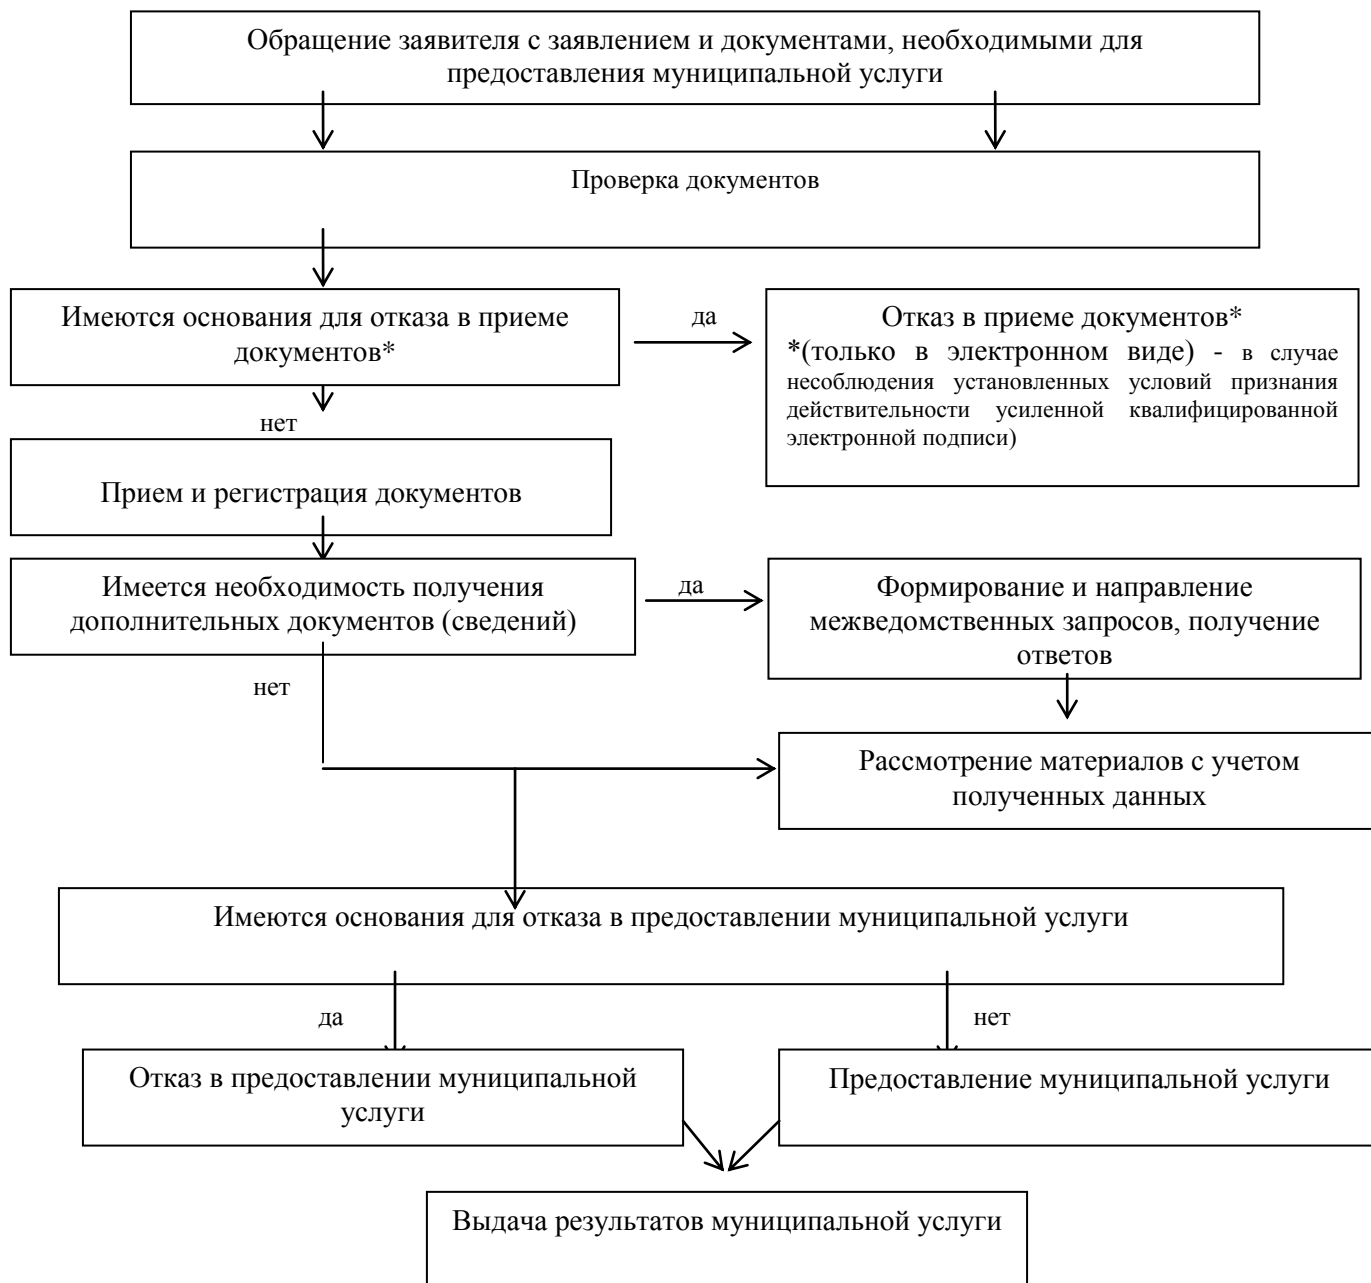 Обращение заявителя с заявлением и документами, необходимыми для
предоставления муниципальной услуги
Проверка документов
Имеются основания для отказа в приеме
документов*
да
Отказ в приеме документов*
*(только в электронном виде) - в случае
несоблюдения установленных условий признания
действительности усиленной квалифицированной
электронной подписи)
нет
Прием и регистрация документов
Имеется необходимость получения
дополнительных документов (сведений)
да
Формирование и направление
межведомственных запросов, получение
ответов
нет
Рассмотрение материалов с учетом
полученных данных
Имеются основания для отказа в предоставлении муниципальной услуги
да
нет
Отказ в предоставлении муниципальной
услуги
Предоставление муниципальной услуги
Выдача результатов муниципальной услуги